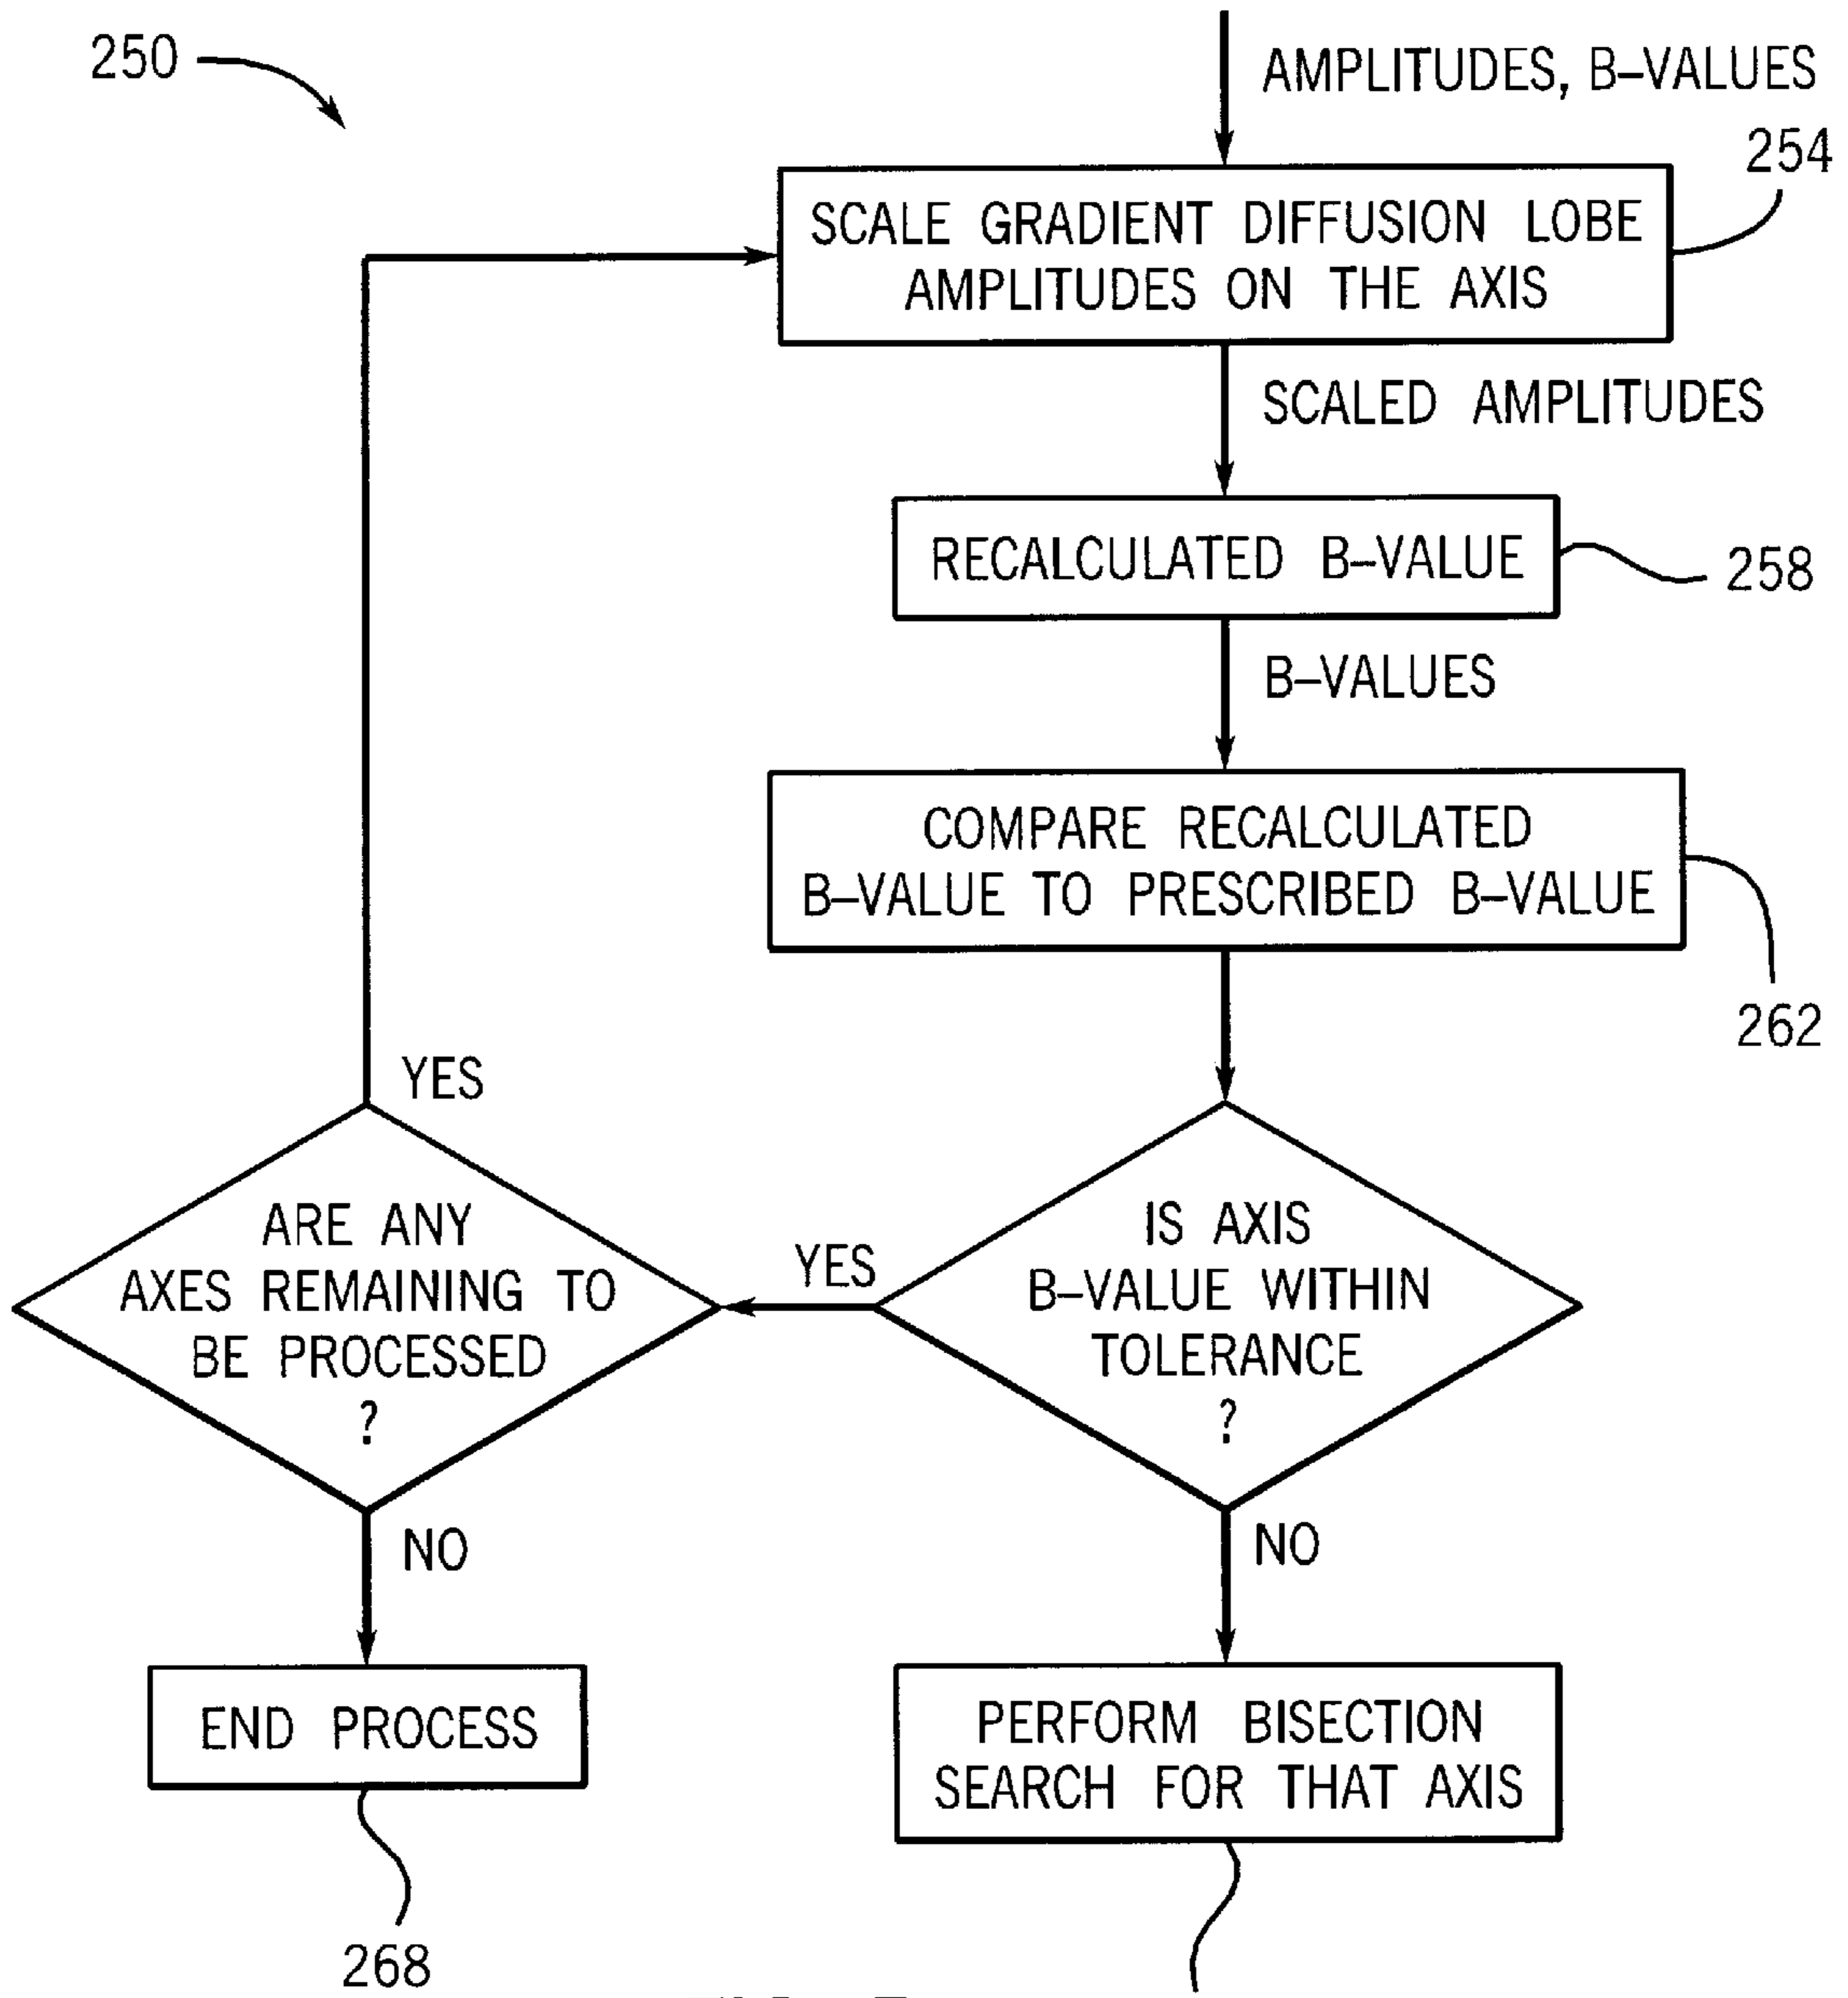 250
AMPLITUDES, B–VALUES
254
SCALE GRADIENT DIFFUSION LOBE
AMPLITUDES ON THE AXIS
SCALED AMPLITUDES
RECALCULATED B–VALUE
258
B–VALUES
COMPARE RECALCULATED
B–VALUE TO PRESCRIBED B–VALUE
262
YES
ARE ANY
AXES REMAINING TO
BE PROCESSED
?
YES
IS AXIS
B–VALUE WITHIN
TOLERANCE
?
NO
NO
END PROCESS
PERFORM BISECTION
SEARCH FOR THAT AXIS
268